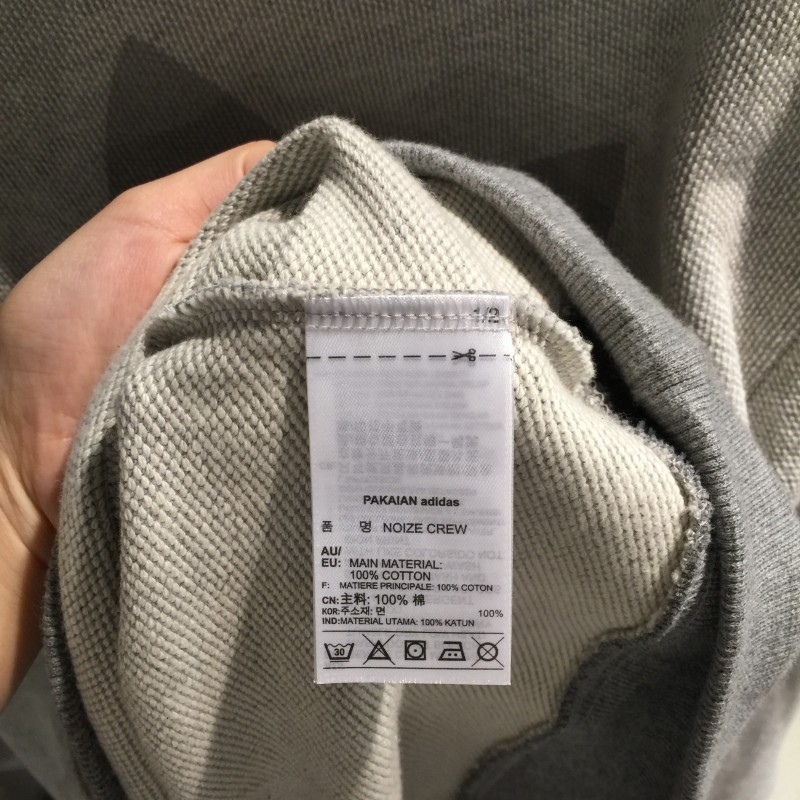 1/2
PAKAIAN adidas
품 명 NOIZE CREW
AU/
EU: MAIN MATERIAL:
100% COTTON
F: MATIERE PRINCIPALE: 100% COTON
CN:主料: 100% 棉
KOR:주소재: 면 100%
IND:MATERIAL UTAMA: 100% KATUN
30